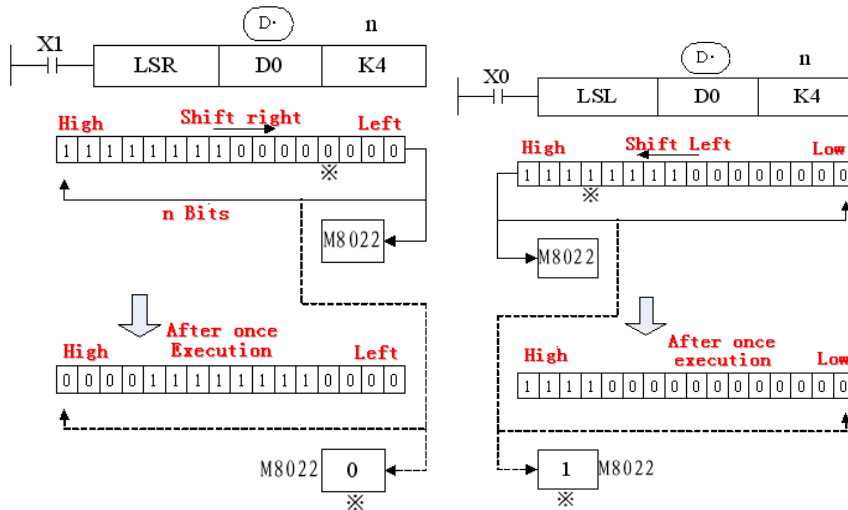 D· n
X1 LSR D0 K4
High Shift right Left
1 1 1 1 1 1 1 1 0 0 0 0 0 0 0 0
※
n Bits
M8022
After once
Execution
High Left
0 0 0 0 1 1 1 1 1 1 1 1 0 0 0 0
M8022 0
※
D· n
X0 LSL D0 K4
High Shift Left Low
1 1 1 1 1 1 1 1 0 0 0 0 0 0 0 0
※
M8022
After once
execution
High Low
1 1 1 1 0 0 0 0 0 0 0 0 0 0 0 0
1 M8022
※